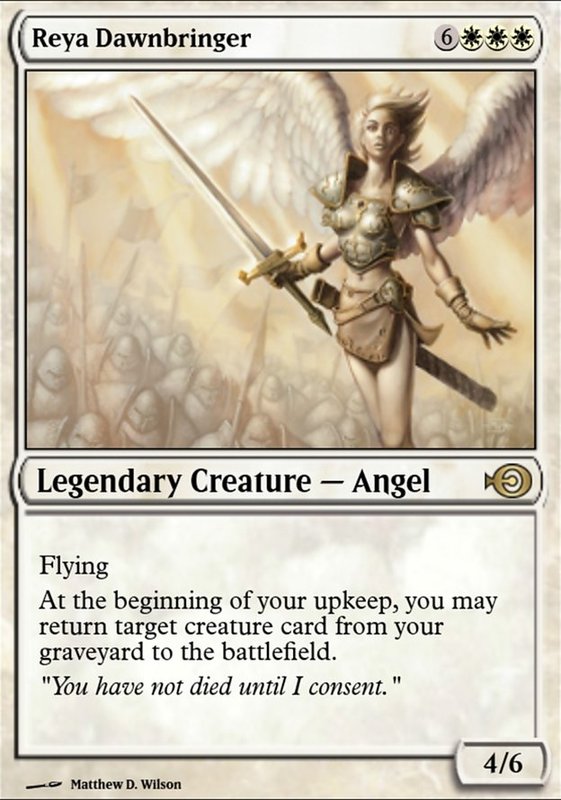 Reya Dawnbringer 6
Legendary Creature — Angel
Flying
At the beginning of your upkeep, you may
return target creature card from your
graveyard to the battlefield.
"You have not died until I consent."
4/6
Matthew D. Wilson